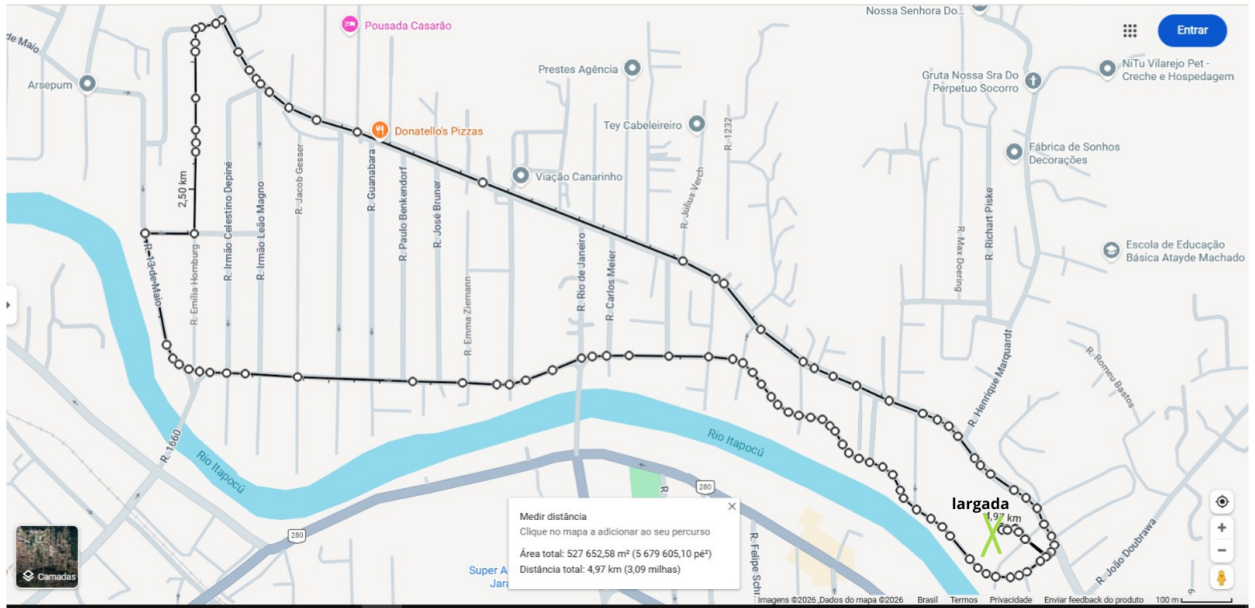 Nossa Senhora Do...
Pousada Casarão
Entrar
de Maio
Arsepum
Prestes Agência
Gruta Nossa Sra Do
Perpetuo Socorro
NiTu Vilarejo Pet -
Creche e Hospedagem
Donatello's Pizzas
Tey Cabeleireiro
R. 1232
Fábrica de Sonhos
Decorações
Viação Canarinho
2,50 km
R. Jacob Gesser
R. Guanabara
R. Paulo Benkendorf
R. José Bruner
R. Irmão Celestino Depiné
R. Irmão Leão Magno
R. Július Verch
R. Richart Piske
R. Max Doering
Escola de Educação
Básica Atayde Machado
R. 13 de Maio
R. Emília Hornburg
R. Emma Ziemann
R. Rio de Janeiro
R. Carlos Meier
R. Henrique Marquardt
R. Romeu Bastos
R. 1660
Rio Itapocú
Rio Itapocú
280
280
R.
largada
4,97 km
Medir distância
Clique no mapa a adicionar ao seu percurso
Área total: 527 652,58 m² (5 679 605,10 pé²)
Distância total: 4,97 km (3,09 milhas)
R. Felipe Schr
R. João Doubrawa
Super A
Jara
Camadas
Imagens ©2026 ,Dados do mapa ©2026 Brasil Termos Privacidade Enviar feedback do produto 100 m